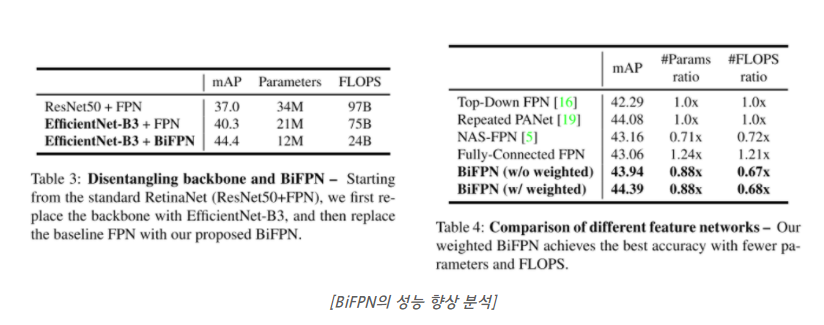 mAP Parameters FLOPS
ResNet50 + FPN 37.0 34M 97B
EfficientNet-B3 + FPN 40.3 21M 75B
EfficientNet-B3 + BiFPN 44.4 12M 24B
Table 3: Disentangling backbone and BiFPN – Starting
from the standard RetinaNet (ResNet50+FPN), we first re-
place the backbone with EfficientNet-B3, and then replace
the baseline FPN with our proposed BiFPN.
mAP #Params ratio #FLOPS ratio
Top-Down FPN [16] 42.29 1.0x 1.0x
Repeated PANet [19] 44.08 1.0x 1.0x
NAS-FPN [5] 43.16 0.71x 0.72x
Fully-Connected FPN 43.06 1.24x 1.21x
BiFPN (w/o weighted) 43.94 0.88x 0.67x
BiFPN (w/ weighted) 44.39 0.88x 0.68x
Table 4: Comparison of different feature networks – Our
weighted BiFPN achieves the best accuracy with fewer pa-
rameters and FLOPS.
[BiFPN의 성능 향상 분석]